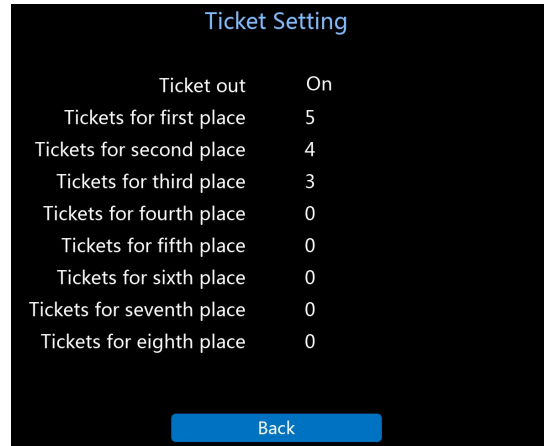 Ticket Setting
Ticket out On
Tickets for first place 5
Tickets for second place 4
Tickets for third place 3
Tickets for fourth place 0
Tickets for fifth place 0
Tickets for sixth place 0
Tickets for seventh place 0
Tickets for eighth place 0
Back